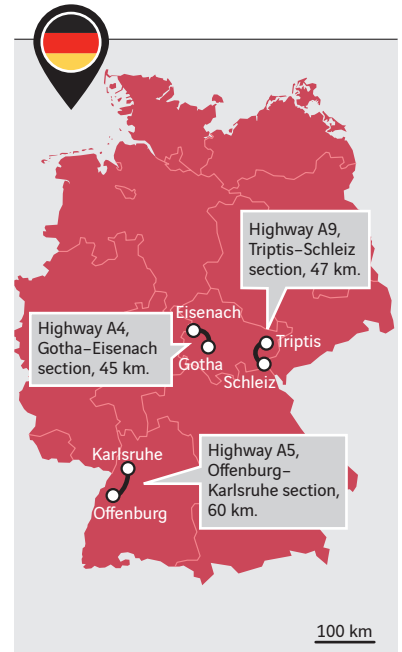 Highway A9,
Triptis–Schleiz
section, 47 km.
Eisenach
Highway A4,
Gotha–Eisenach
section, 45 km.
Triptis
Gotha
Schleiz
Karlsruhe
Highway A5,
Offenburg–
Karlsruhe section,
60 km.
Offenburg
100 km